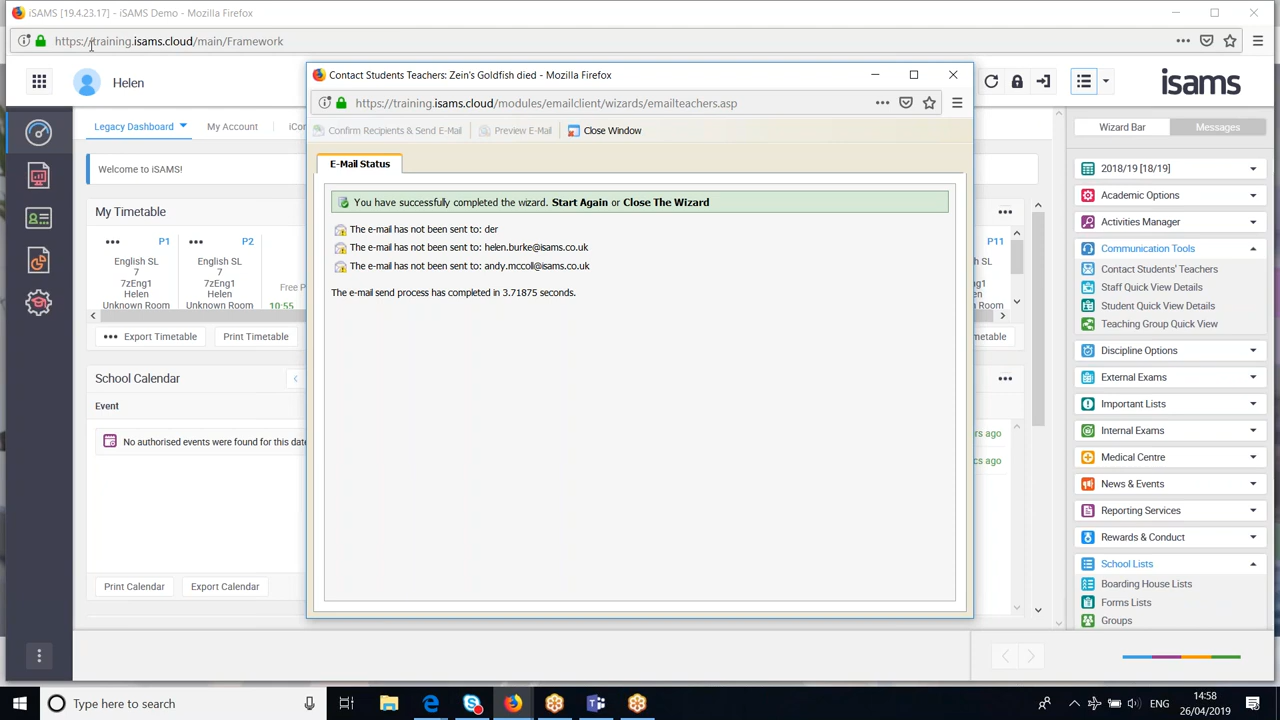 iSAMS [19.4.23.17] - iSAMS Demo - Mozilla Firefox
https://training.isams.cloud/main/Framework
Helen
isams
Legacy Dashboard
My Account
Welcome to iSAMS!
My Timetable
P1
P2
P11
English SL
7
7zEng1
Helen
Unknown Room
English SL
7
7zEng1
Helen
Unknown Room
10:55
Export Timetable
Print Timetable
School Calendar
Event
No authorised events were found for this date
Print Calendar
Export Calendar
Contact Students Teachers: Zein's Goldfish died - Mozilla Firefox
https://training.isams.cloud/modules/emailclient/wizards/emailteachers.asp
Confirm Recipients & Send E-Mail
Preview E-Mail
Close Window
E-Mail Status
You have successfully completed the wizard. Start Again or Close The Wizard
The e-mail has not been sent to: der
The e-mail has not been sent to: helen.burke@isams.co.uk
The e-mail has not been sent to: andy.mccoll@isams.co.uk
The e-mail send process has completed in 3.71875 seconds.
Wizard Bar
Messages
2018/19 [18/19]
Academic Options
Activities Manager
Communication Tools
Contact Students' Teachers
Staff Quick View Details
Student Quick View Details
Teaching Group Quick View
Discipline Options
External Exams
Important Lists
Internal Exams
Medical Centre
News & Events
Reporting Services
Rewards & Conduct
School Lists
Boarding House Lists
Forms Lists
Groups
Type here to search
ENG
14:58
26/04/2019